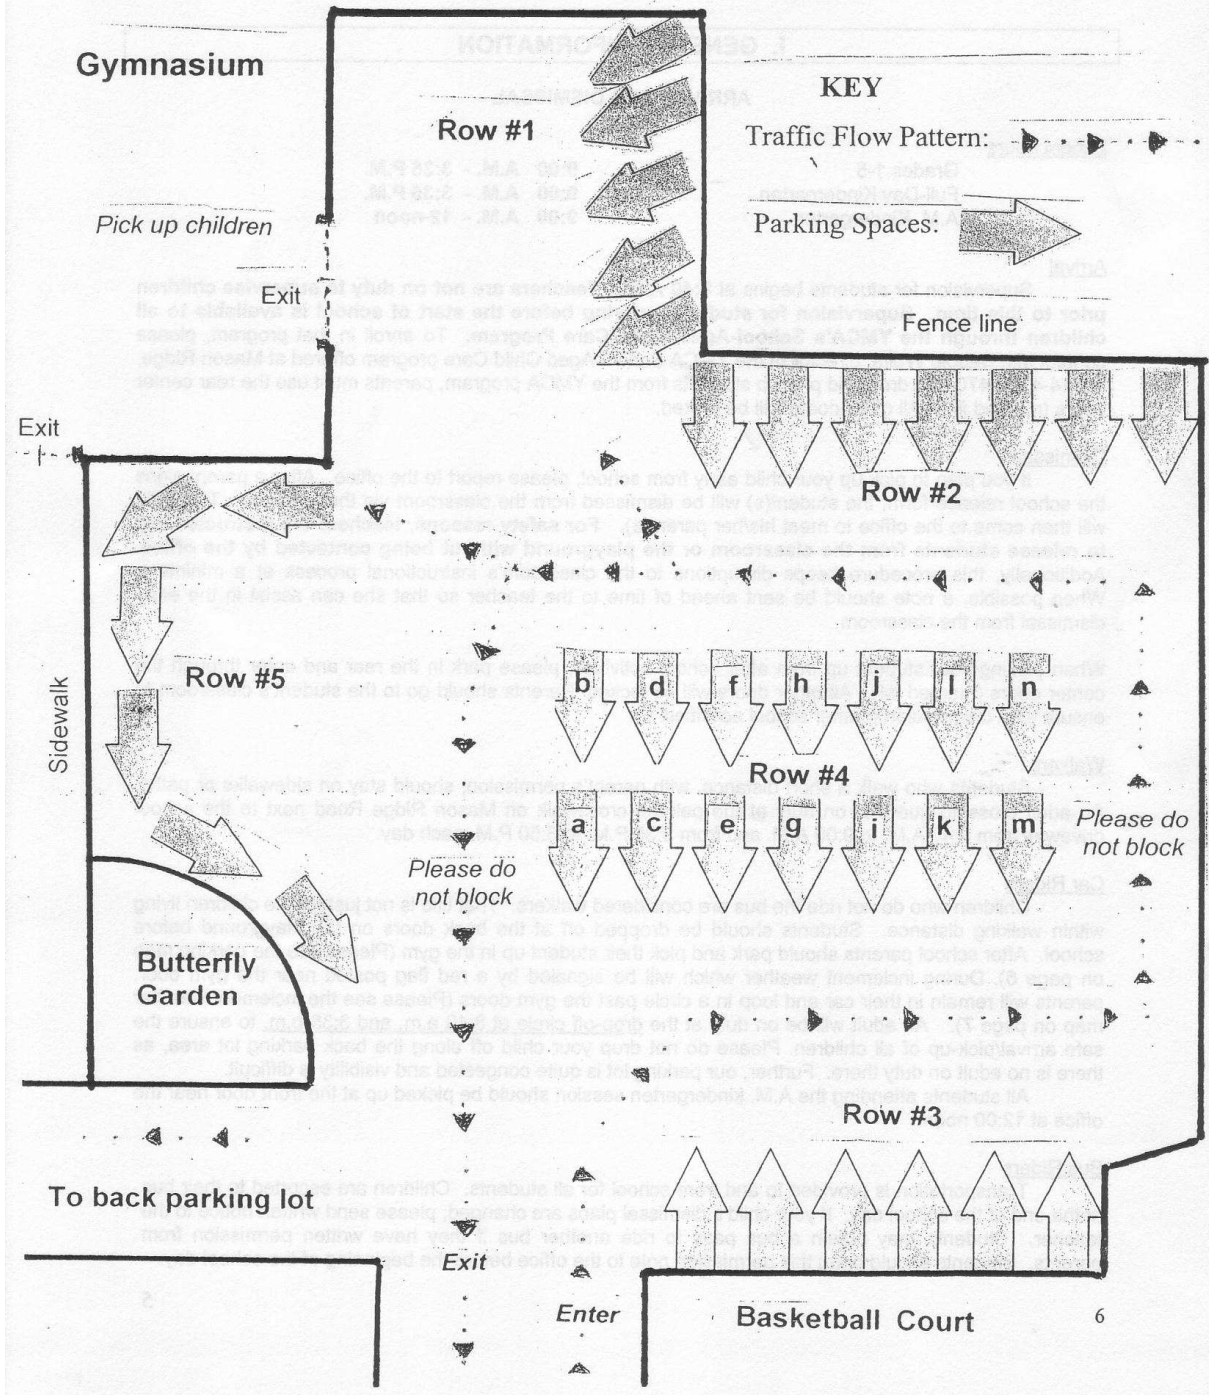 Gymnasium
Row #1
KEY
Traffic Flow Pattern:
Parking Spaces:
Pick up children
Exit
Fence line
Exit
Row #2
Sidewalk
Row #5
b d f h j l n
Row #4
a c e g i k m
Please do
not block
Please do
not block
Butterfly
Garden
Row #3
To back parking lot
Exit
Enter
Basketball Court
6